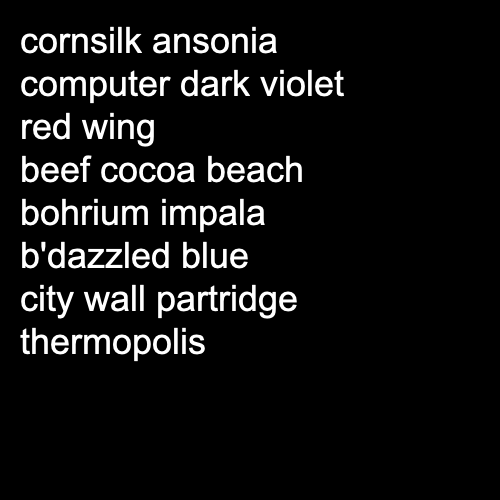 cornsilk ansonia
computer dark violet
red wing
beef cocoa beach
bohrium impala
b'dazzled blue
city wall partridge
thermopolis